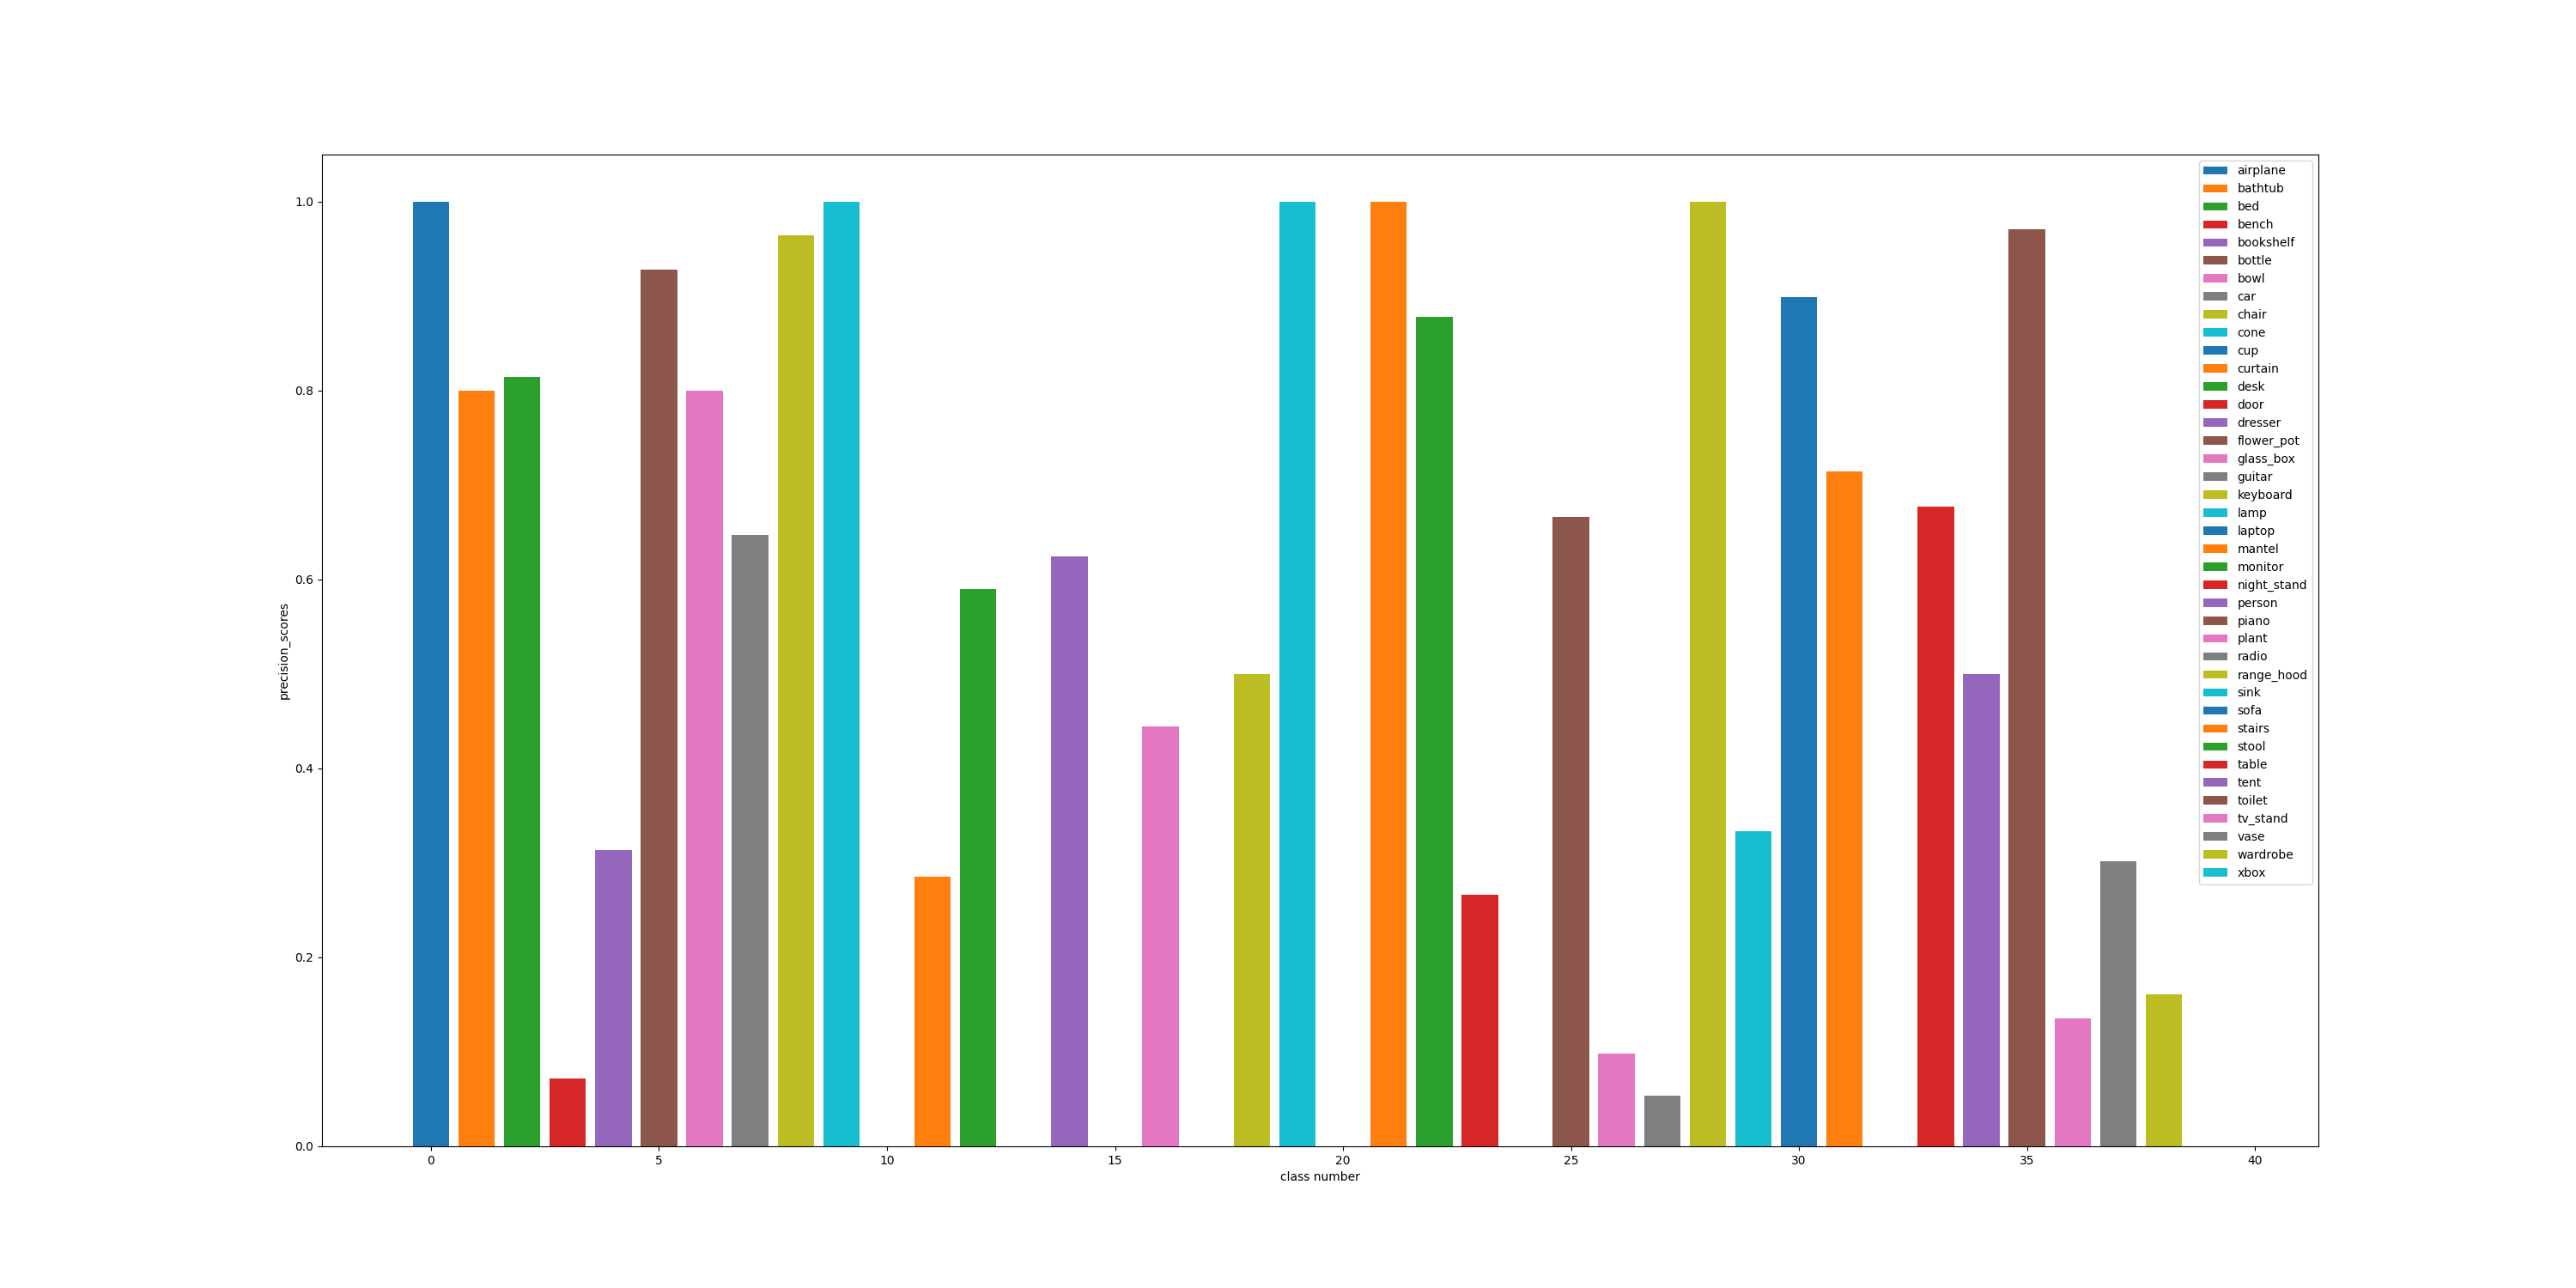 1.0
0.8
0.6
0.4
0.2
0.0
precision_scores
0 5 10 15 20 25 30 35 40
class number
airplane
bathtub
bed
bench
bookshelf
bottle
bowl
car
chair
cone
cup
curtain
desk
door
dresser
flower_pot
glass_box
guitar
keyboard
lamp
laptop
mantel
monitor
night_stand
person
piano
plant
radio
range_hood
sink
sofa
stairs
stool
table
tent
toilet
tv_stand
vase
wardrobe
xbox